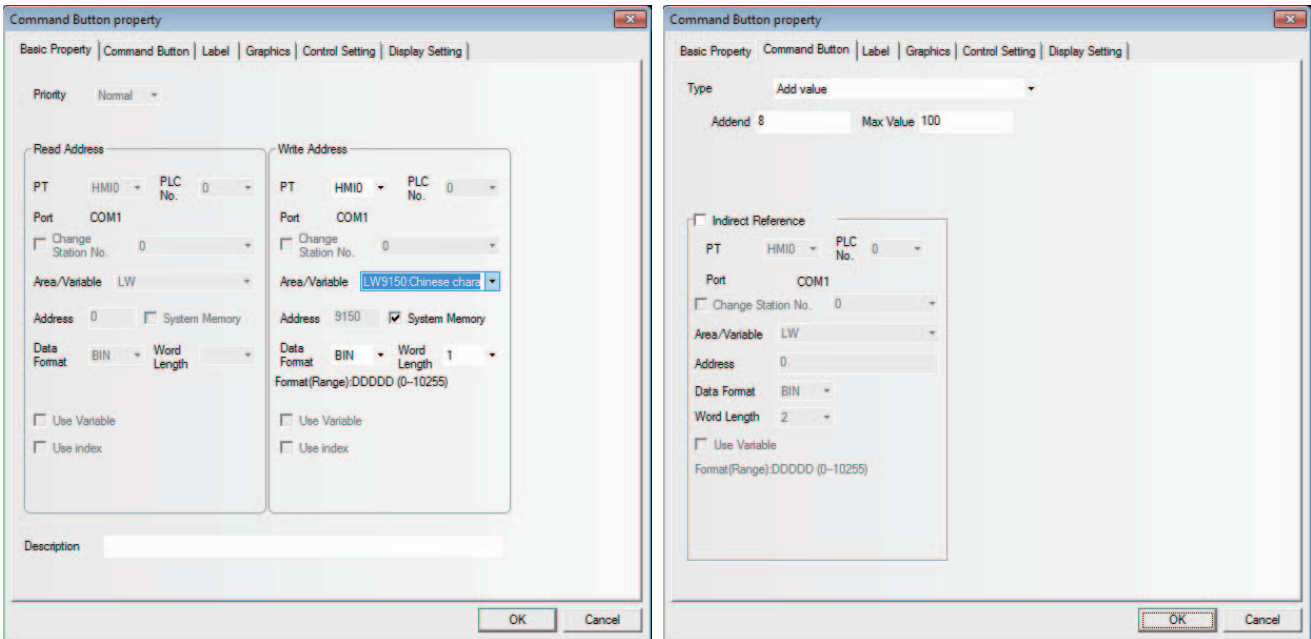 Command Button property
Basic Property Command Button Label Graphics Control Setting Display Setting
Priority Normal
Read Address
PT HMI0 PLC No. 0
Port COM1
Change Station No. 0
Area/Variable LW
Address 0 System Memory
Data Format BIN Word Length
Use Variable
Use index
Write Address
PT HMI0 PLC No. 0
Port COM1
Change Station No. 0
Area/Variable LW9150:Chinese chara
Address 9150 System Memory
Data Format BIN Word Length 1
Format(Range):DDDDD (0--10255)
Use Variable
Use index
Description
OK Cancel
Command Button property
Basic Property Command Button Label Graphics Control Setting Display Setting
Type Add value
Addend 8 Max Value 100
Indirect Reference
PT HMI0 PLC No. 0
Port COM1
Change Station No. 0
Area/Variable LW
Address 0
Data Format BIN
Word Length 2
Use Variable
Format(Range):DDDDD (0--10255)
OK Cancel